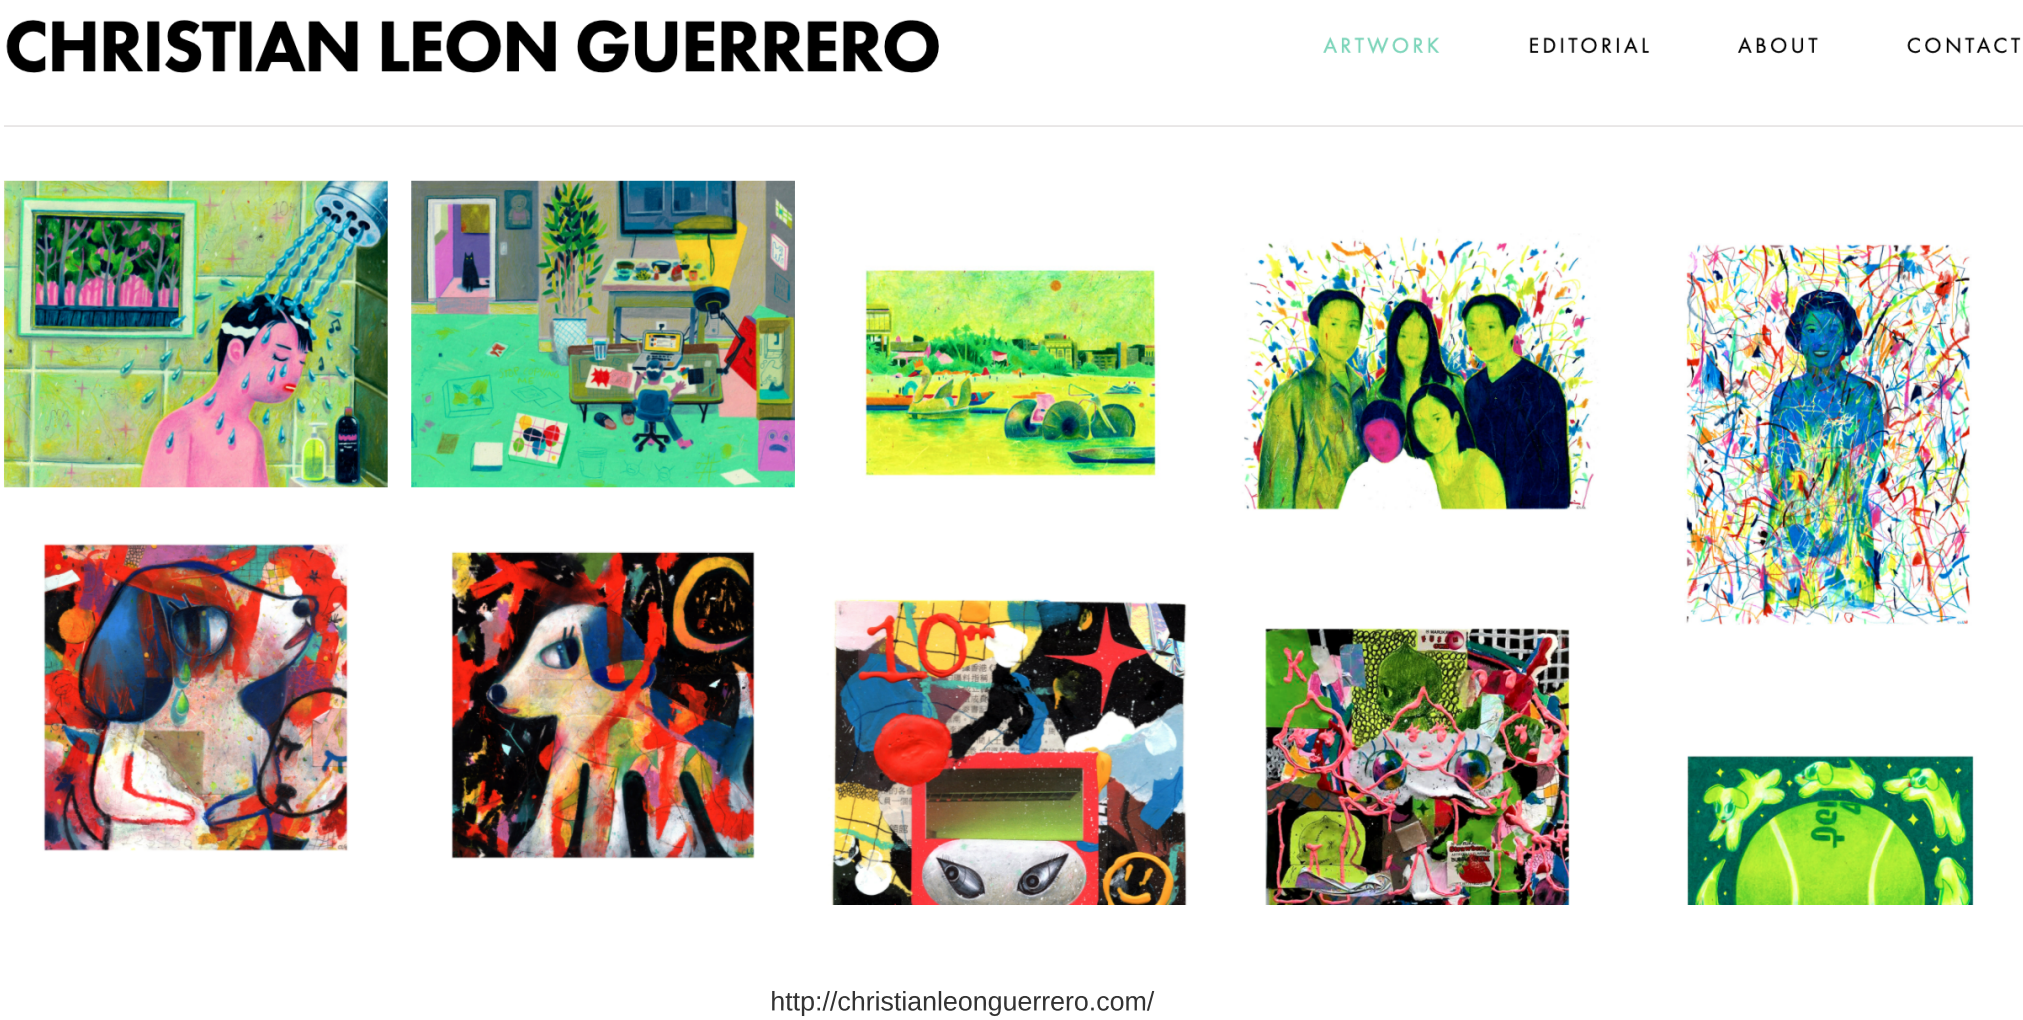 CHRISTIAN LEON GUERRERO
ARTWORK
EDITORIAL
ABOUT
CONTACT
10
http://christianleonguerrero.com/